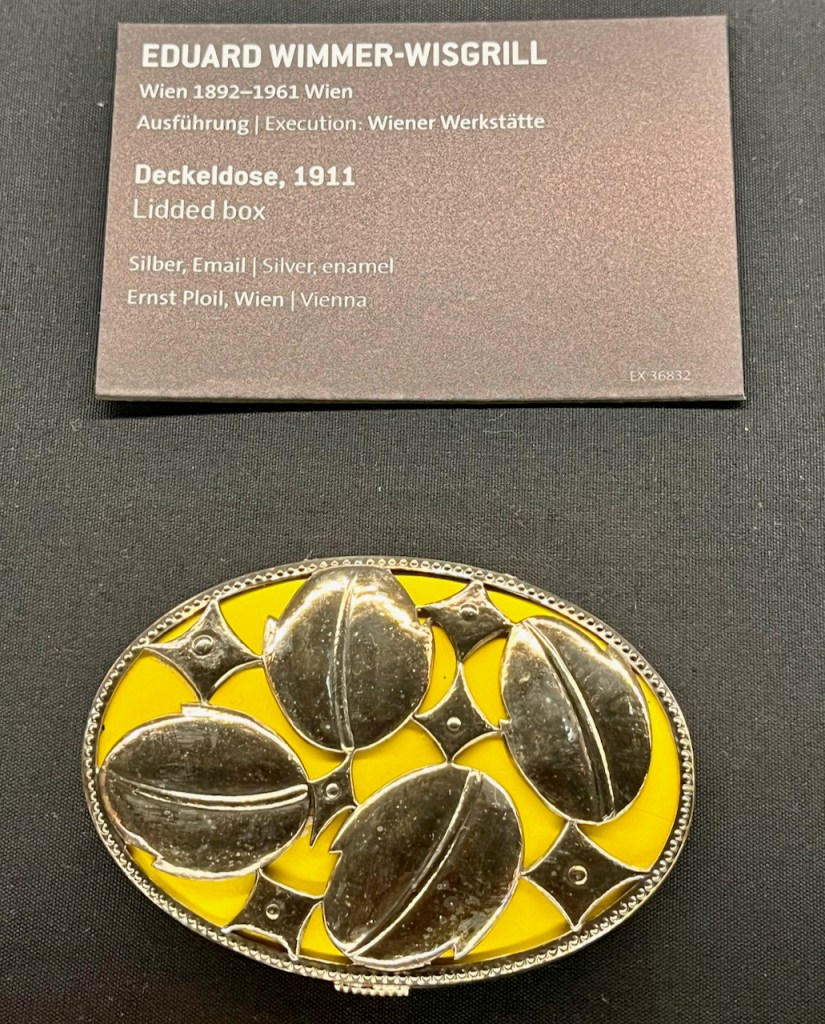 EDUARD WIMMER-WISGRILL
Wien 1892–1961 Wien
Ausführung | Execution: Wiener Werkstätte
Deckeldose, 1911
Lidded box
Silber, Email | Silver, enamel
Ernst Ploil, Wien | Vienna
EX 36832